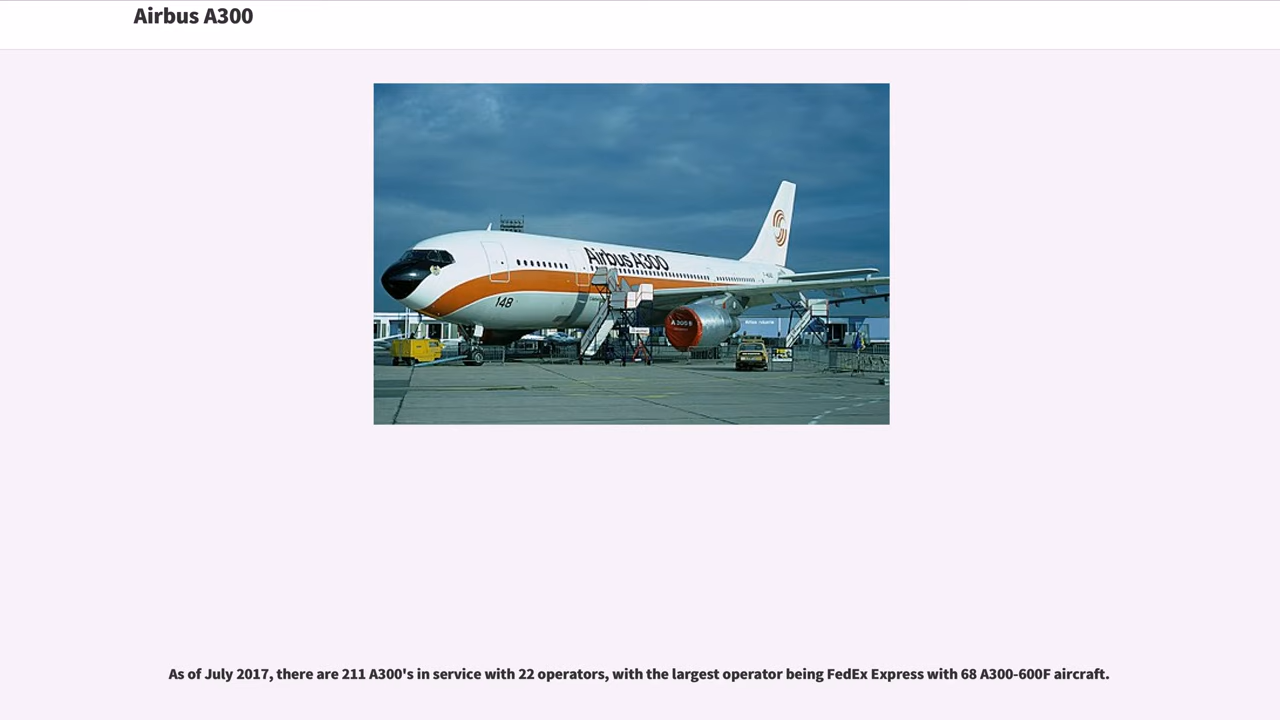 Airbus A300
Airbus A300
148
A300B
As of July 2017, there are 211 A300's in service with 22 operators, with the largest operator being FedEx Express with 68 A300-600F aircraft.